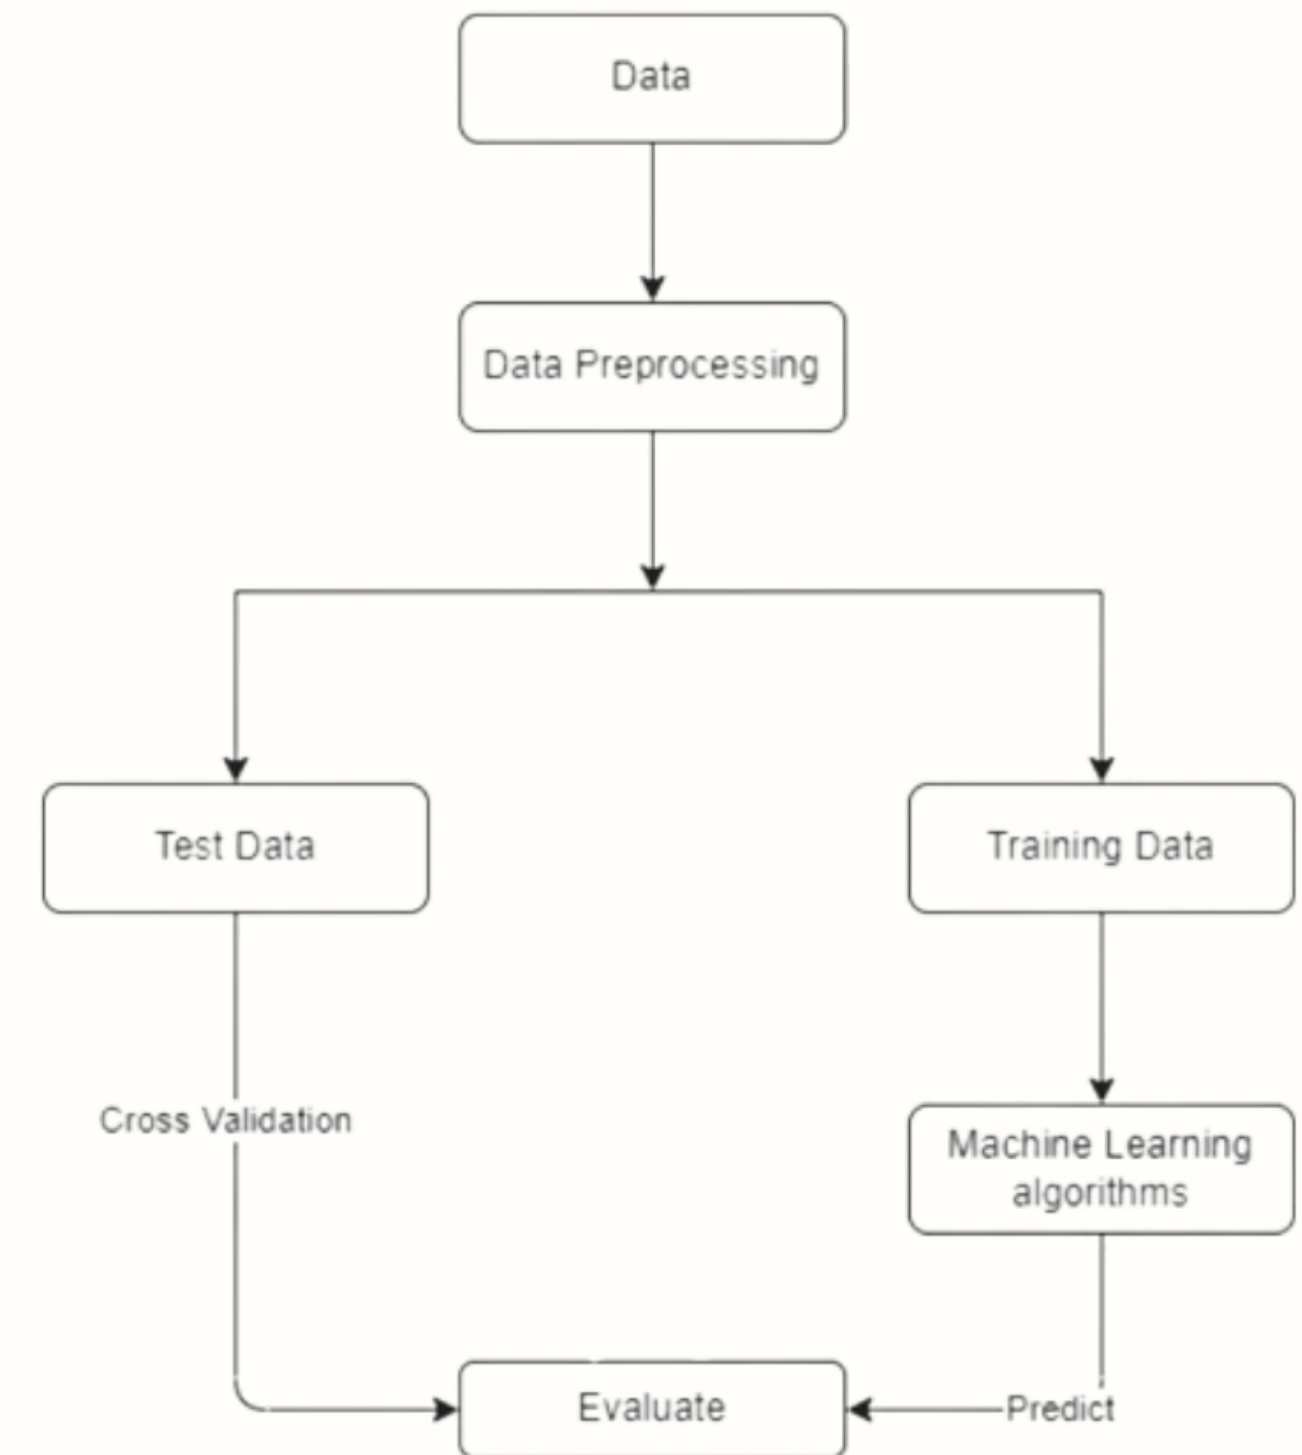 Data
Data Preprocessing
Test Data
Training Data
Cross Validation
Machine Learning
algorithms
Evaluate
Predict